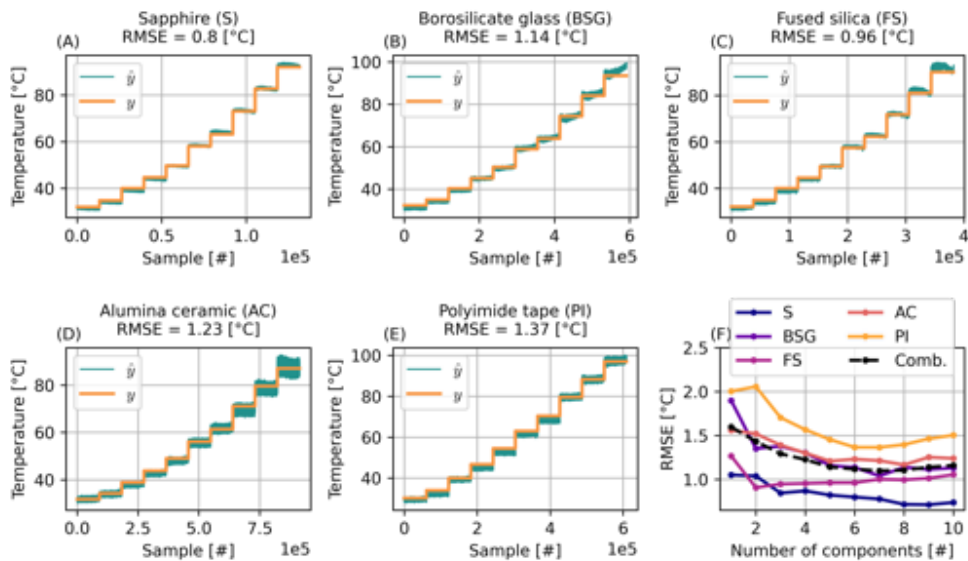 Sapphire (S)
RMSE = 0.8 [°C]
(A)
Temperature [°C]
80
60
40
ŷ
y
0.0
0.5
1.0
1e5
Sample [#]
Borosilicate glass (BSG)
RMSE = 1.14 [°C]
(B)
Temperature [°C]
100
80
60
40
ŷ
y
0
2
4
6
1e5
Sample [#]
Fused silica (FS)
RMSE = 0.96 [°C]
(C)
Temperature [°C]
80
60
40
ŷ
y
0
1
2
3
4
1e5
Sample [#]
Alumina ceramic (AC)
RMSE = 1.23 [°C]
(D)
Temperature [°C]
80
60
40
ŷ
y
2.5
5.0
7.5
1e5
Sample [#]
Polyimide tape (PI)
RMSE = 1.37 [°C]
(E)
Temperature [°C]
100
80
60
40
ŷ
y
0
2
4
6
1e5
Sample [#]
S
BSG
FS
AC
PI
Comb.
(F)
RMSE [°C]
2.5
2.0
1.5
1.0
2
4
6
8
10
Number of components [#]